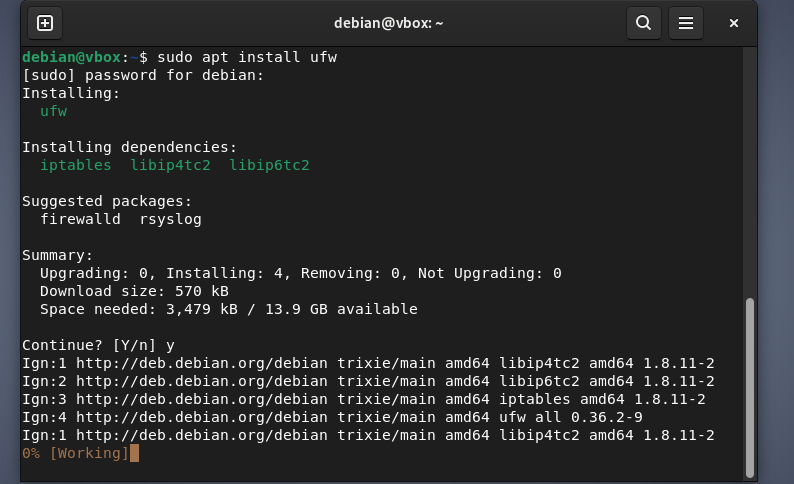 debian@vbox: ~
debian@vbox:~$ sudo apt install ufw
[sudo] password for debian:
Installing:
  ufw

Installing dependencies:
  iptables  libip4tc2  libip6tc2

Suggested packages:
  firewalld  rsyslog

Summary:
  Upgrading: 0, Installing: 4, Removing: 0, Not Upgrading: 0
  Download size: 570 kB
  Space needed: 3,479 kB / 13.9 GB available

Continue? [Y/n] y
Ign:1 http://deb.debian.org/debian trixie/main amd64 libip4tc2 amd64 1.8.11-2
Ign:2 http://deb.debian.org/debian trixie/main amd64 libip6tc2 amd64 1.8.11-2
Ign:3 http://deb.debian.org/debian trixie/main amd64 iptables amd64 1.8.11-2
Ign:4 http://deb.debian.org/debian trixie/main amd64 ufw all 0.36.2-9
Ign:1 http://deb.debian.org/debian trixie/main amd64 libip4tc2 amd64 1.8.11-2
0% [Working]